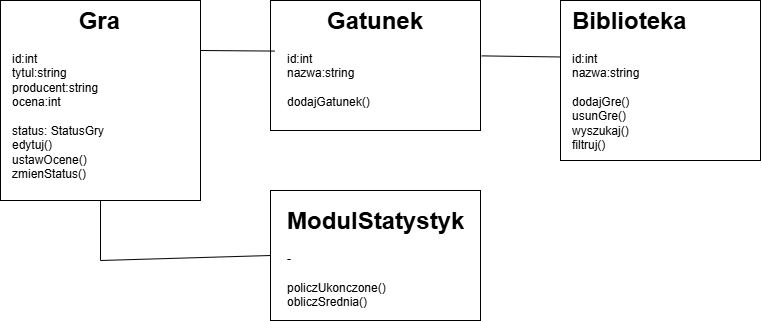 Gra
id:int
tytul:string
producent:string
ocena:int
status: StatusGry
edytuj()
ustawOcene()
zmienStatus()
Gatunek
id:int
nazwa:string
dodajGatunek()
Biblioteka
id:int
nazwa:string
dodajGre()
usunGre()
wyszukaj()
filtruj()
ModulStatystyk
-
policzUkonczone()
obliczSrednia()